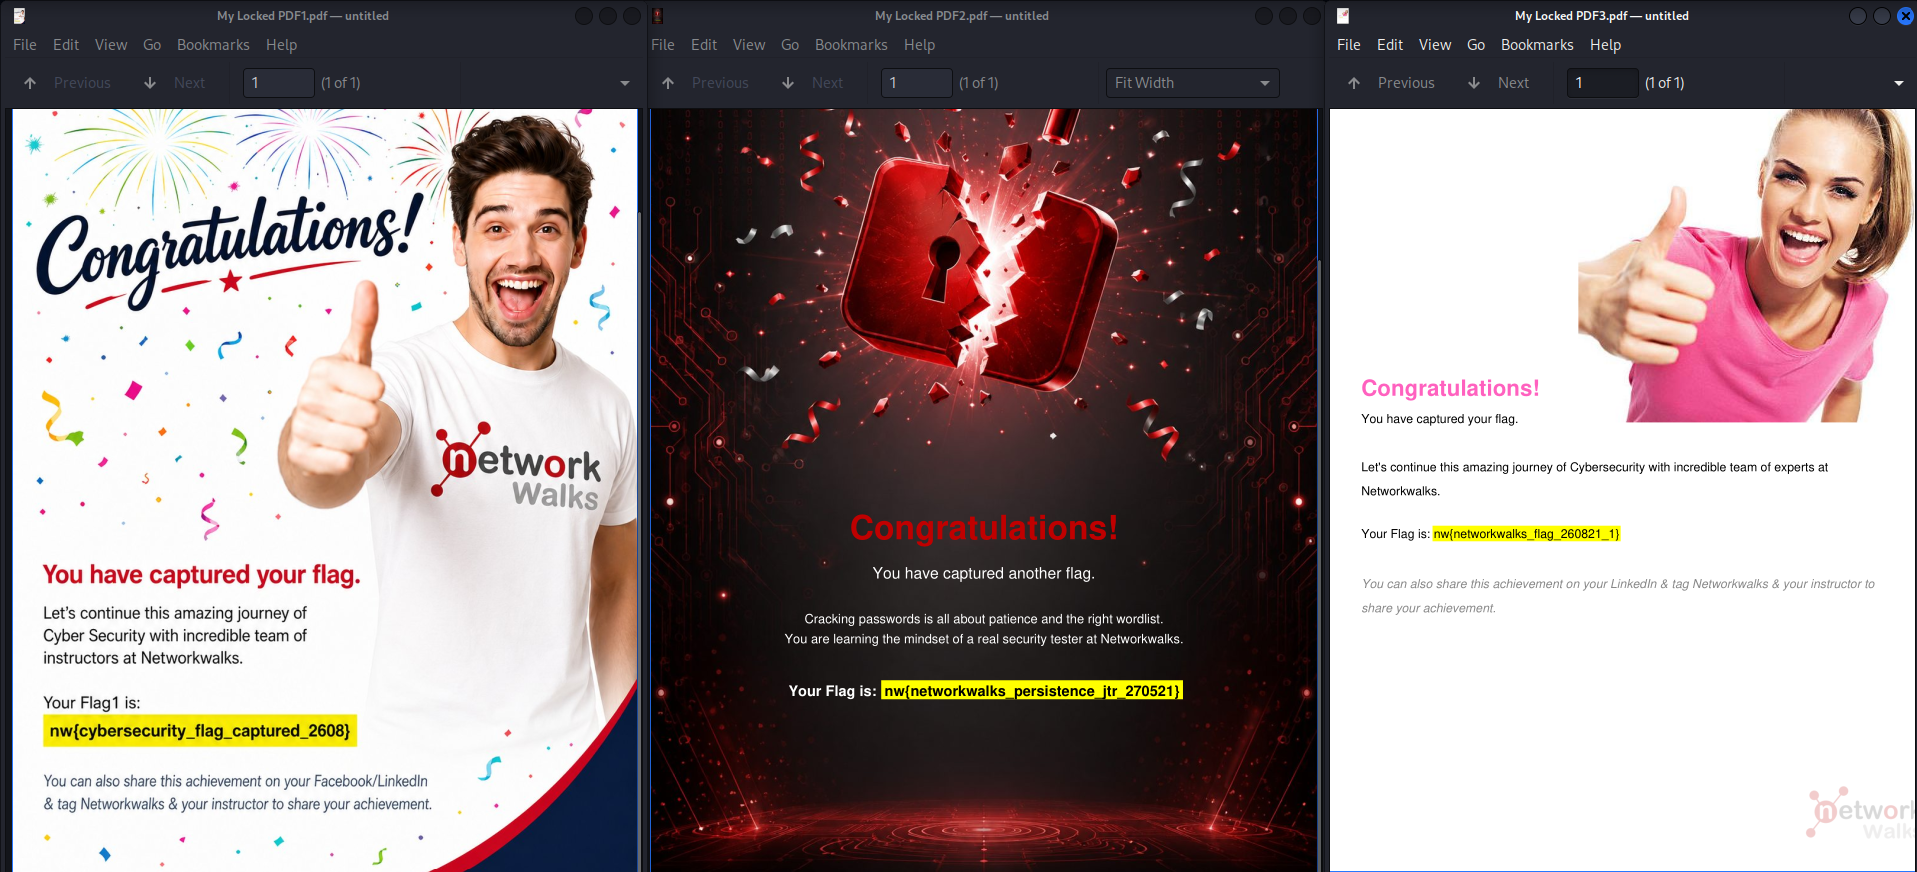 My Locked PDF1.pdf — untitled
File Edit View Go Bookmarks Help
Previous Next 1 (1 of 1)
Congratulations!
network
Walks
You have captured your flag.
Let's continue this amazing journey of
Cyber Security with incredible team of
instructors at Networkwalks.
Your Flag1 is:
nw{cybersecurity_flag_captured_2608}
You can also share this achievement on your Facebook/LinkedIn
& tag Networkwalks & your instructor to share your achievement.
My Locked PDF2.pdf — untitled
File Edit View Go Bookmarks Help
Previous Next 1 (1 of 1) Fit Width
Congratulations!
You have captured another flag.
Cracking passwords is all about patience and the right wordlist.
You are learning the mindset of a real security tester at Networkwalks.
Your Flag is: nw{networkwalks_persistence_jtr_270521}
My Locked PDF3.pdf — untitled
File Edit View Go Bookmarks Help
Previous Next 1 (1 of 1)
Congratulations!
You have captured your flag.
Let's continue this amazing journey of Cybersecurity with incredible team of experts at
Networkwalks.
Your Flag is: nw{networkwalks_flag_260821_1}
You can also share this achievement on your LinkedIn & tag Networkwalks & your instructor to
share your achievement.
network
Walk